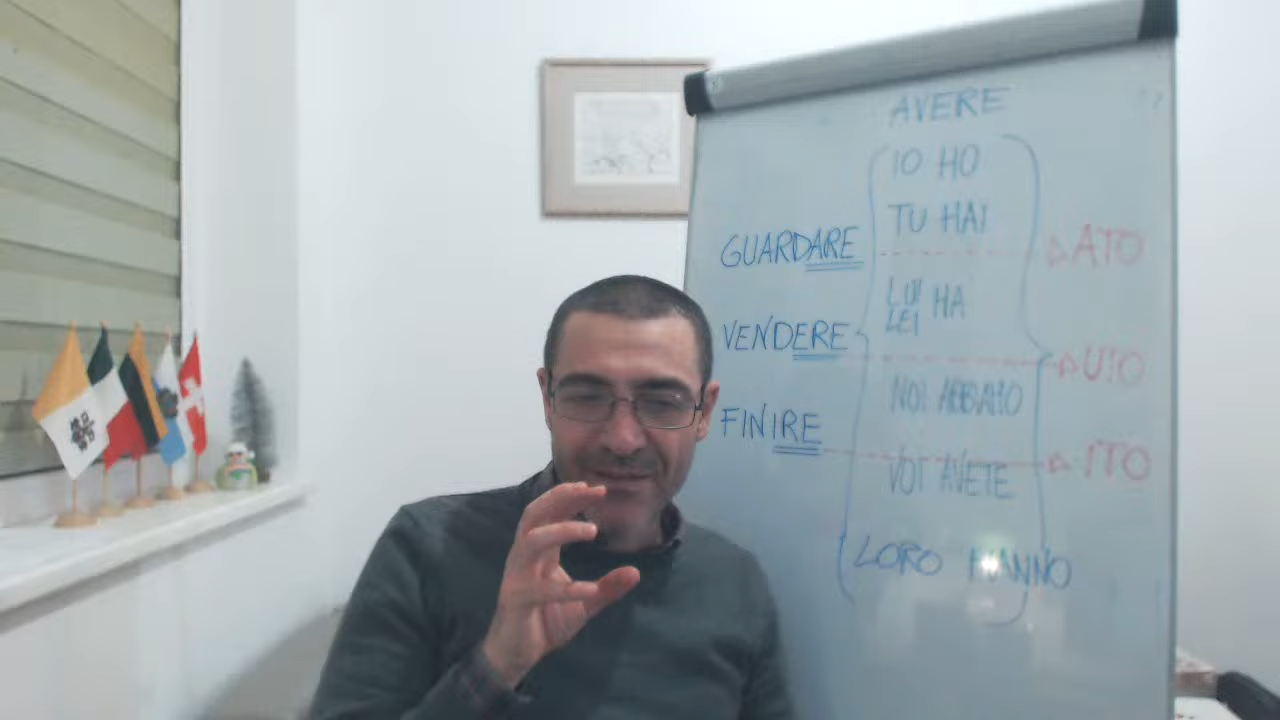 AVERE
IO HO
TU HAI
GUARDARE
ATO
LUI
LEI
HA
VENDERE
UTO
NOI ABBIAMO
FINIRE
ITO
VOI AVETE
LORO HANNO